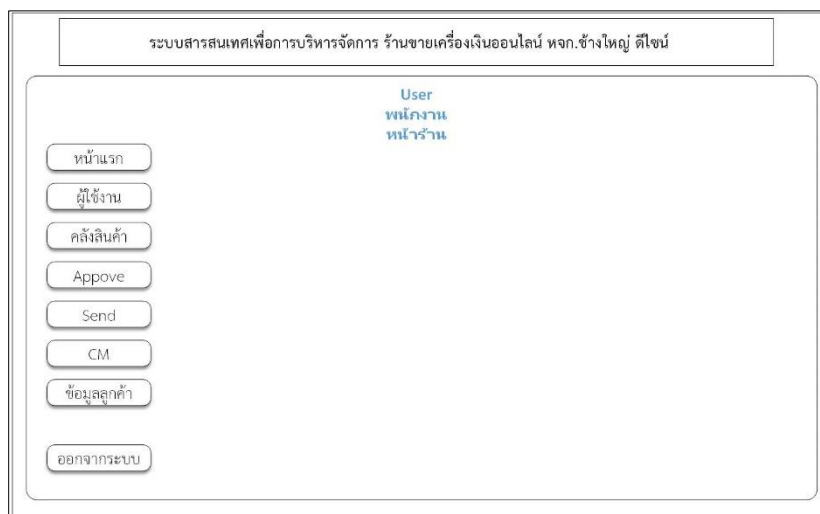 ระบบสารสนเทศเพื่อการบริหารจัดการ ร้านขายเครื่องเงินออนไลน์ หจก.ช้างใหญ่ ดีไซน์
User
พนักงาน
หน้าร้าน
หน้าแรก
ผู้ใช้งาน
คลังสินค้า
Appove
Send
CM
ข้อมูลลูกค้า
ออกจากระบบ